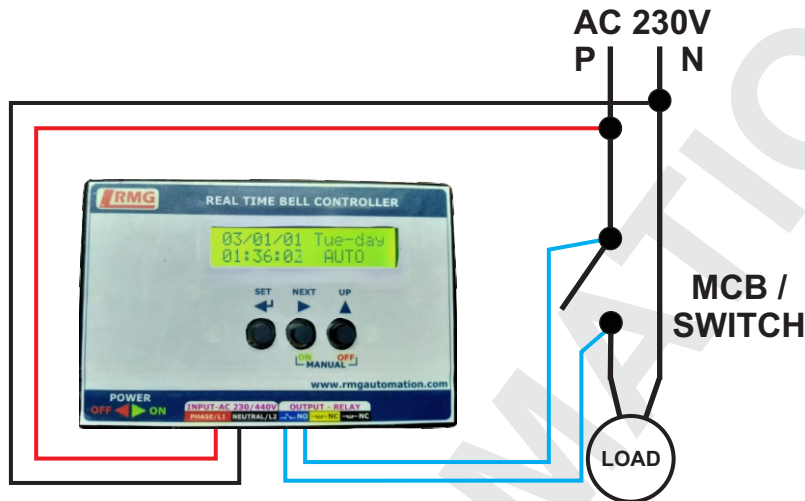 AC 230V
P N
RMG
REAL TIME BELL CONTROLLER
03/01/01 Tue-day
01:36:02 AUTO
SET NEXT UP
ON OFF
MANUAL
www.rmgautomation.com
POWER
OFF ON
INPUT-AC 230/440V OUTPUT - RELAY
PHASE/L1 NEUTRAL/L2 NO NC NC
MCB /
SWITCH
LOAD
MATIC